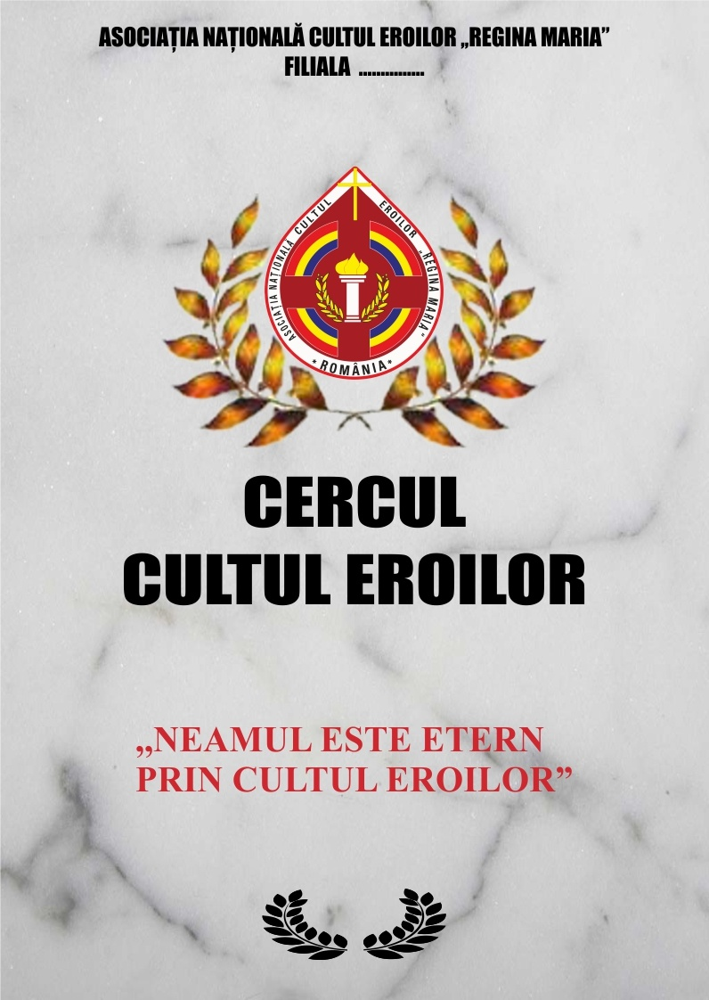 ASOCIAȚIA NAȚIONALĂ CULTUL EROILOR „REGINA MARIA”
FILIALA ...............
ASOCIAȚIA NAȚIONALĂ CULTUL EROILOR „REGINA MARIA”
* ROMÂNIA *
CERCUL
CULTUL EROILOR
„NEAMUL ESTE ETERN
PRIN CULTUL EROILOR”